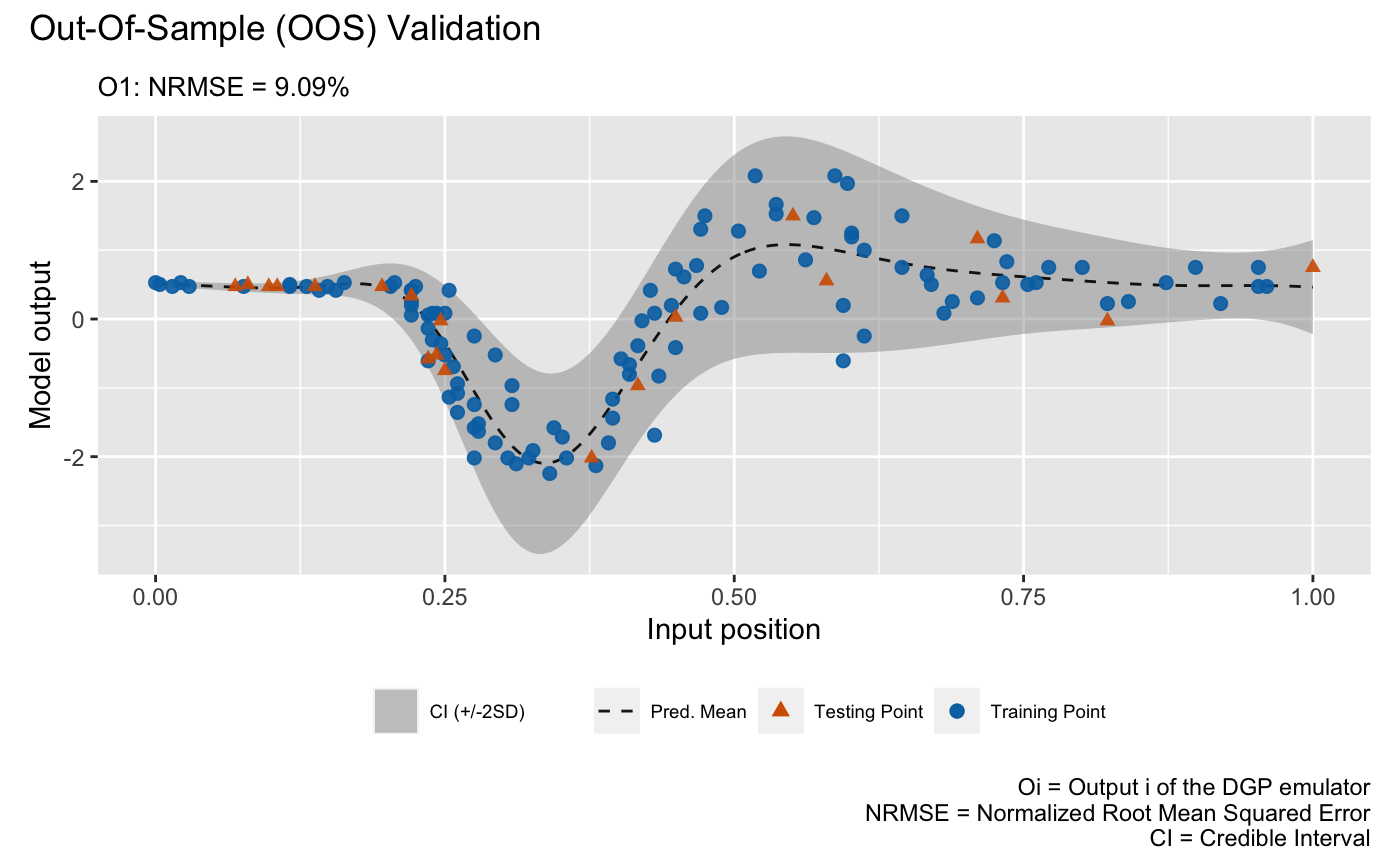 Out-Of-Sample (OOS) Validation
O1: NRMSE = 9.09%
Model output
2
0
-2
0.00 0.25 0.50 0.75 1.00
Input position
CI (+/-2SD) Pred. Mean Testing Point Training Point
Oi = Output i of the DGP emulator
NRMSE = Normalized Root Mean Squared Error
CI = Credible Interval